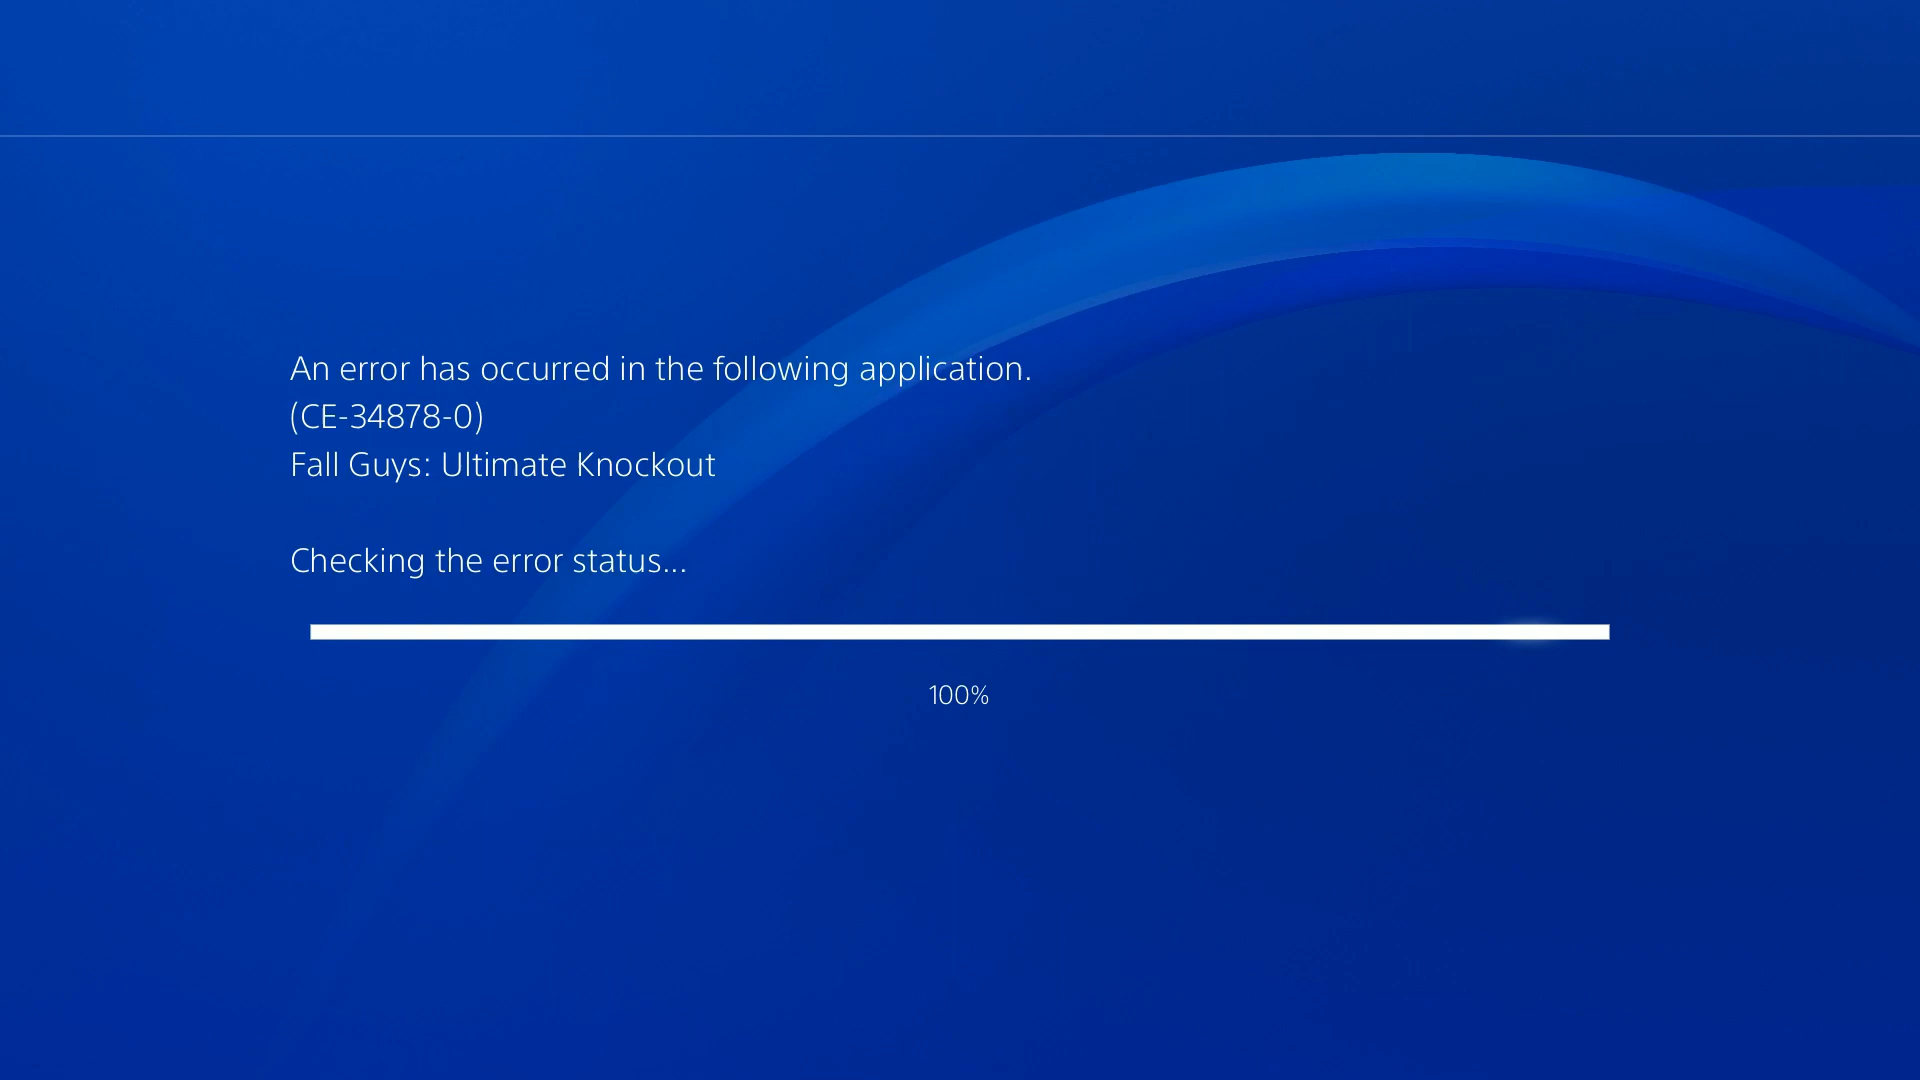 An error has occurred in the following application.
(CE-34878-0)
Fall Guys: Ultimate Knockout
Checking the error status...
100%